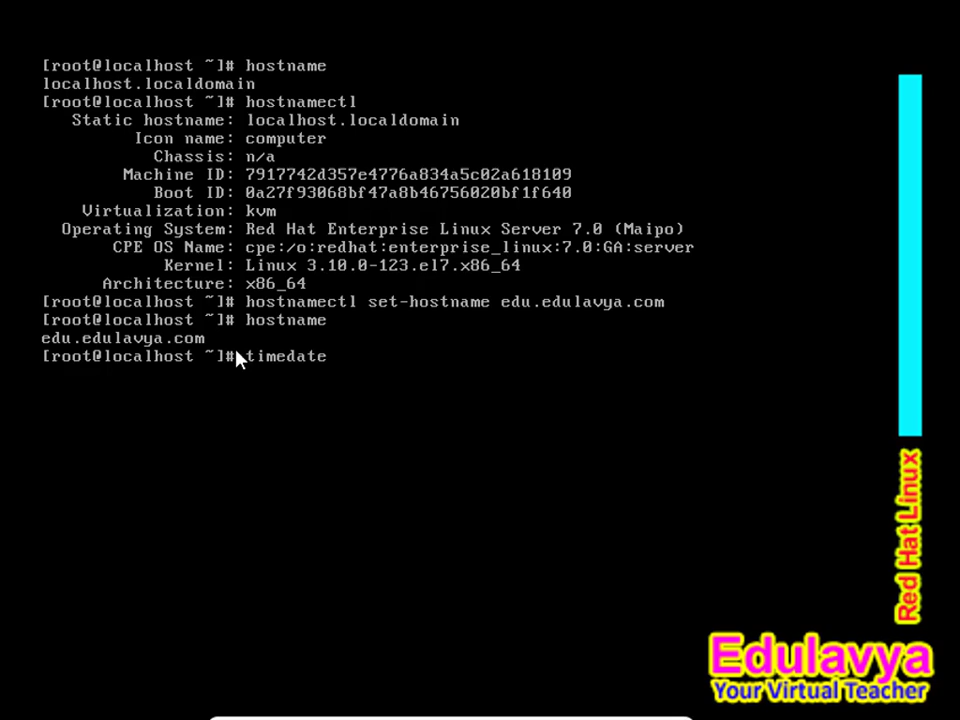 [root@localhost ~]# hostname
localhost.localdomain
[root@localhost ~]# hostnamectl
Static hostname: localhost.localdomain
Icon name: computer
Chassis: n/a
Machine ID: 7917742d357e4776a834a5c02a618109
Boot ID: 0a27f93068bf47a8b46756020bf1f640
Virtualization: kvm
Operating System: Red Hat Enterprise Linux Server 7.0 (Maipo)
CPE OS Name: cpe:/o:redhat:enterprise_linux:7.0:GA:server
Kernel: Linux 3.10.0-123.el7.x86_64
Architecture: x86_64
[root@localhost ~]# hostnamectl set-hostname edu.edulavya.com
[root@localhost ~]# hostname
edu.edulavya.com
[root@localhost ~]# timedate
Red Hat Linux
Edulavya
Your Virtual Teacher